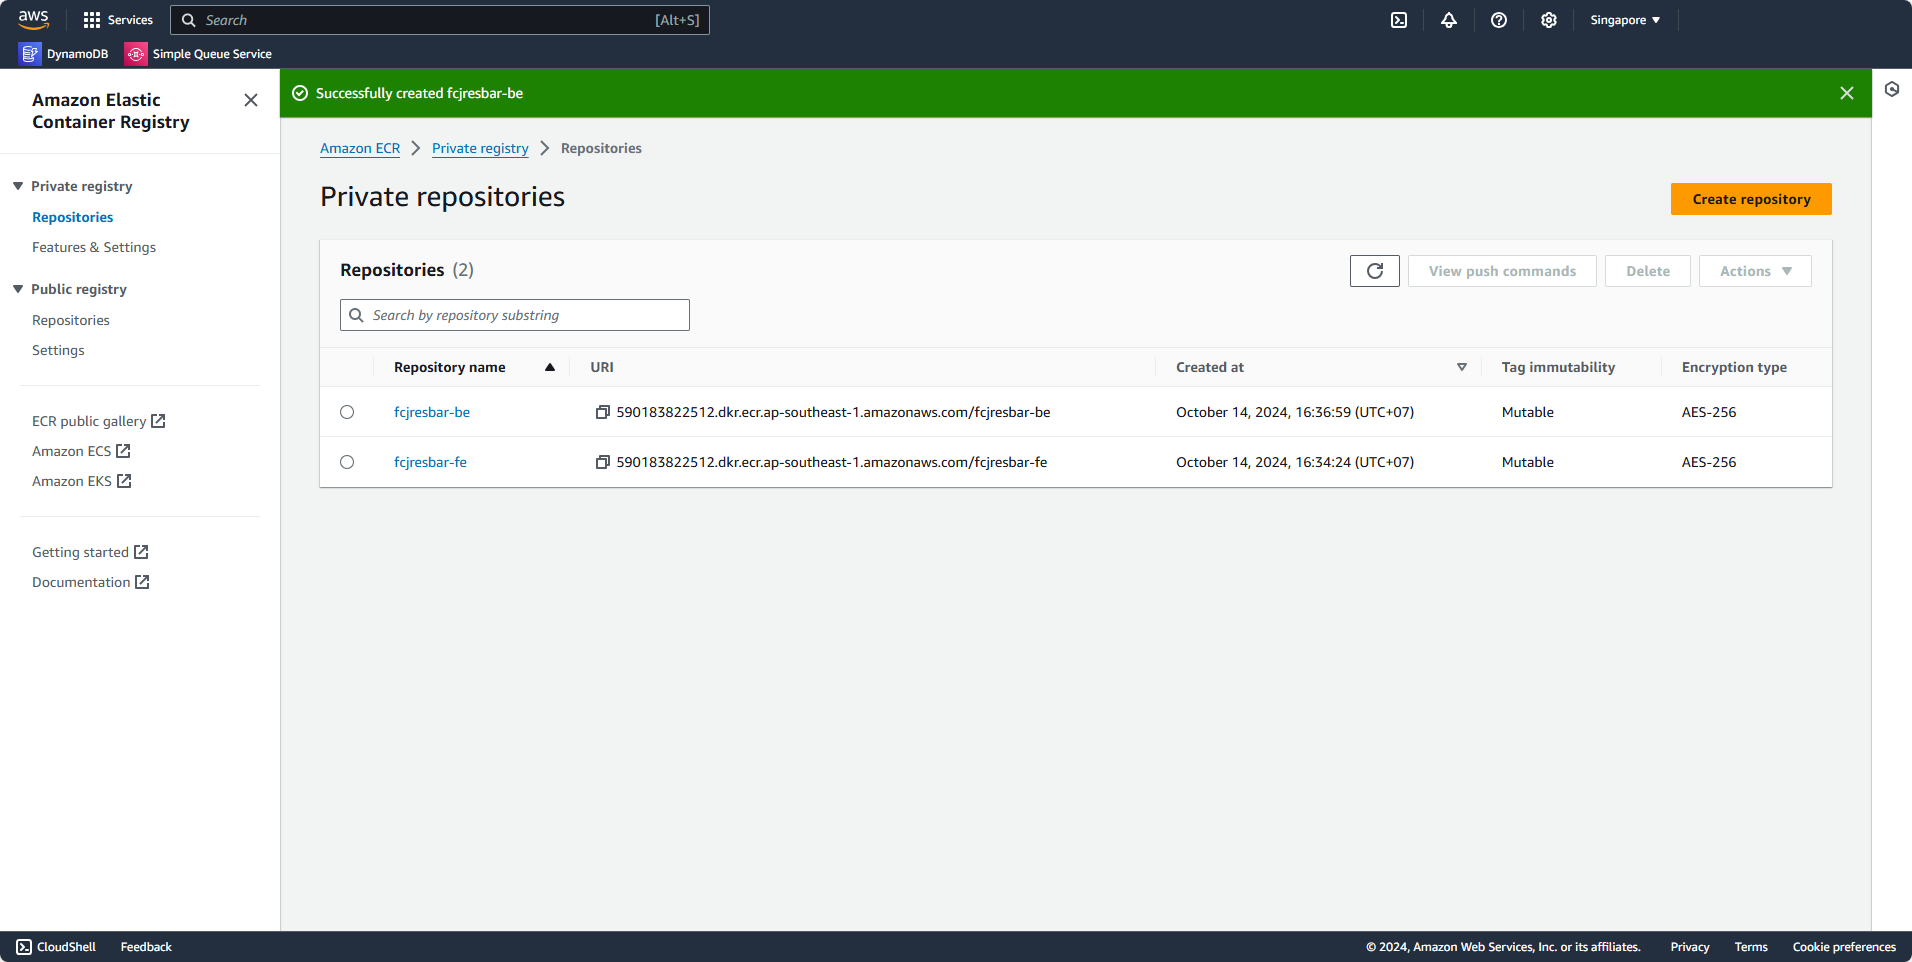 aws
Services
Search
[Alt+S]
Singapore
DynamoDB
Simple Queue Service
Amazon Elastic
Container Registry
Private registry
Repositories
Features & Settings
Public registry
Repositories
Settings
ECR public gallery
Amazon ECS
Amazon EKS
Getting started
Documentation
Successfully created fcjresbar-be
Amazon ECR
Private registry
Repositories
Private repositories
Create repository
Repositories (2)
View push commands
Delete
Actions
Search by repository substring
Repository name
URI
Created at
Tag immutability
Encryption type
fcjresbar-be
590183822512.dkr.ecr.ap-southeast-1.amazonaws.com/fcjresbar-be
October 14, 2024, 16:36:59 (UTC+07)
Mutable
AES-256
fcjresbar-fe
590183822512.dkr.ecr.ap-southeast-1.amazonaws.com/fcjresbar-fe
October 14, 2024, 16:34:24 (UTC+07)
Mutable
AES-256
CloudShell
Feedback
© 2024, Amazon Web Services, Inc. or its affiliates.
Privacy
Terms
Cookie preferences